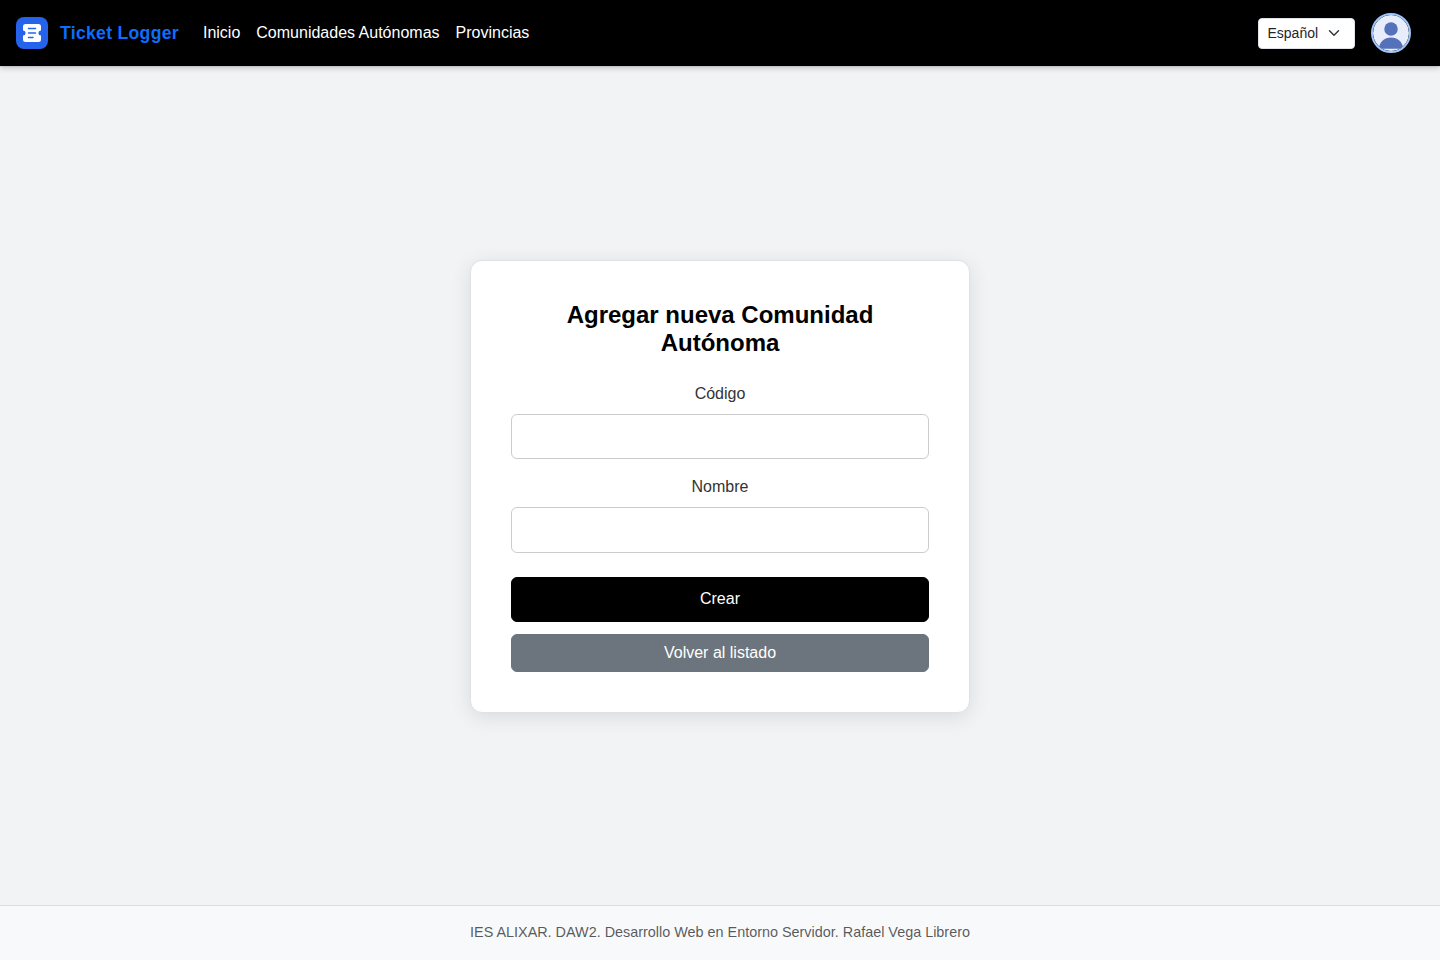 Ticket Logger Inicio Comunidades Autónomas Provincias Español
Agregar nueva Comunidad
Autónoma
Código
Nombre
Crear
Volver al listado
IES ALIXAR. DAW2. Desarrollo Web en Entorno Servidor. Rafael Vega Librero